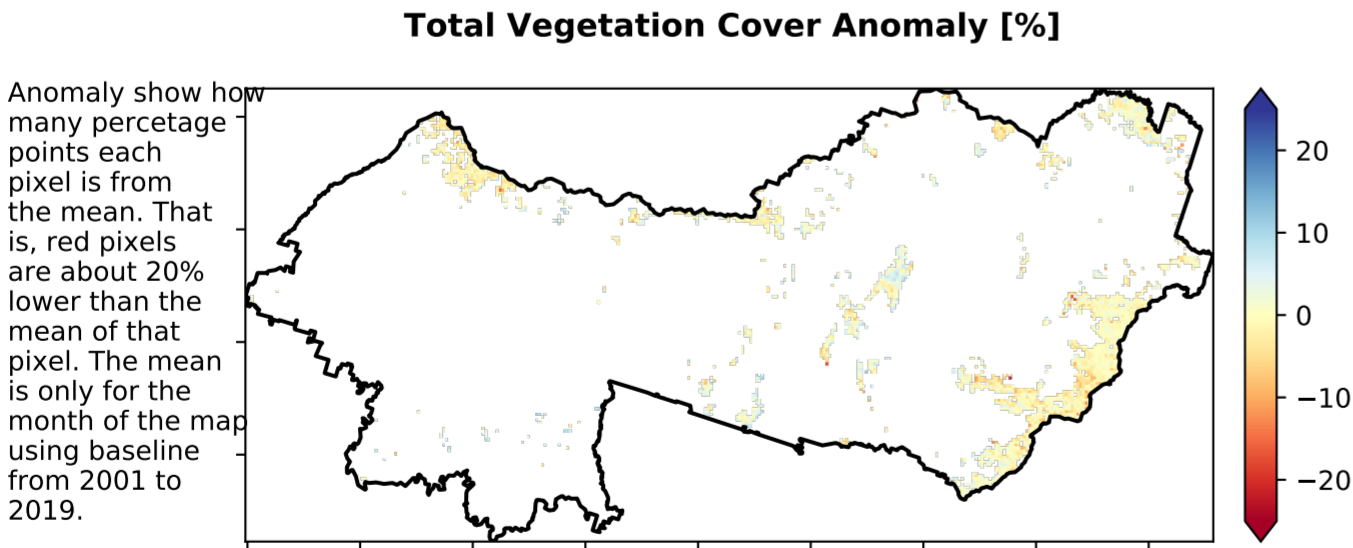 Total Vegetation Cover Anomaly [%]
Anomaly show how
many percetage
points each
pixel is from
the mean. That
is, red pixels
are about 20%
lower than the
mean of that
pixel. The mean
is only for the
month of the map
using baseline
from 2001 to
2019.
20
10
0
−10
−20